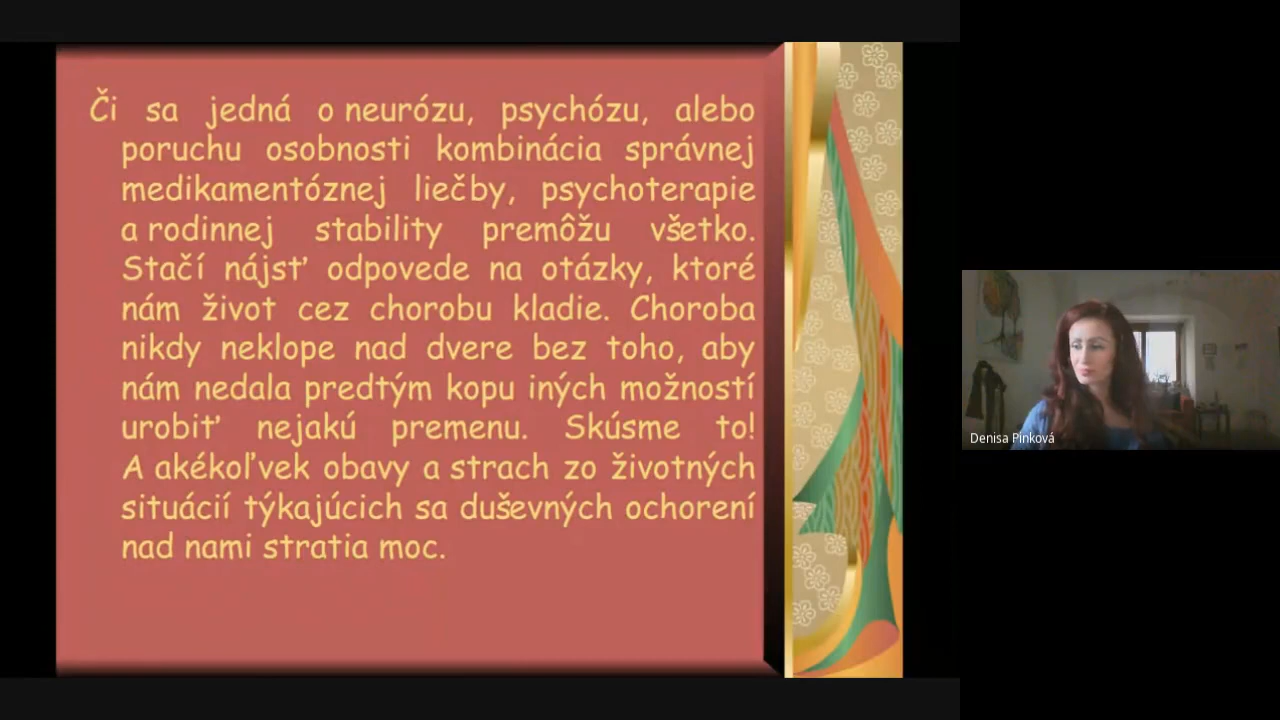 Či sa jedná o neurózu, psychózu, alebo
poruchu osobnosti kombinácia správnej
medikamentóznej liečby, psychoterapie
a rodinnej stability premôžu všetko.
Stačí nájsť odpovede na otázky, ktoré
nám život cez chorobu kladie. Choroba
nikdy neklope nad dvere bez toho, aby
nám nedala predtým kopu iných možností
urobiť nejakú premenu. Skúsme to!
A akékoľvek obavy a strach zo životných
situácií týkajúcich sa duševných ochorení
nad nami stratia moc.
Denisa Pinková